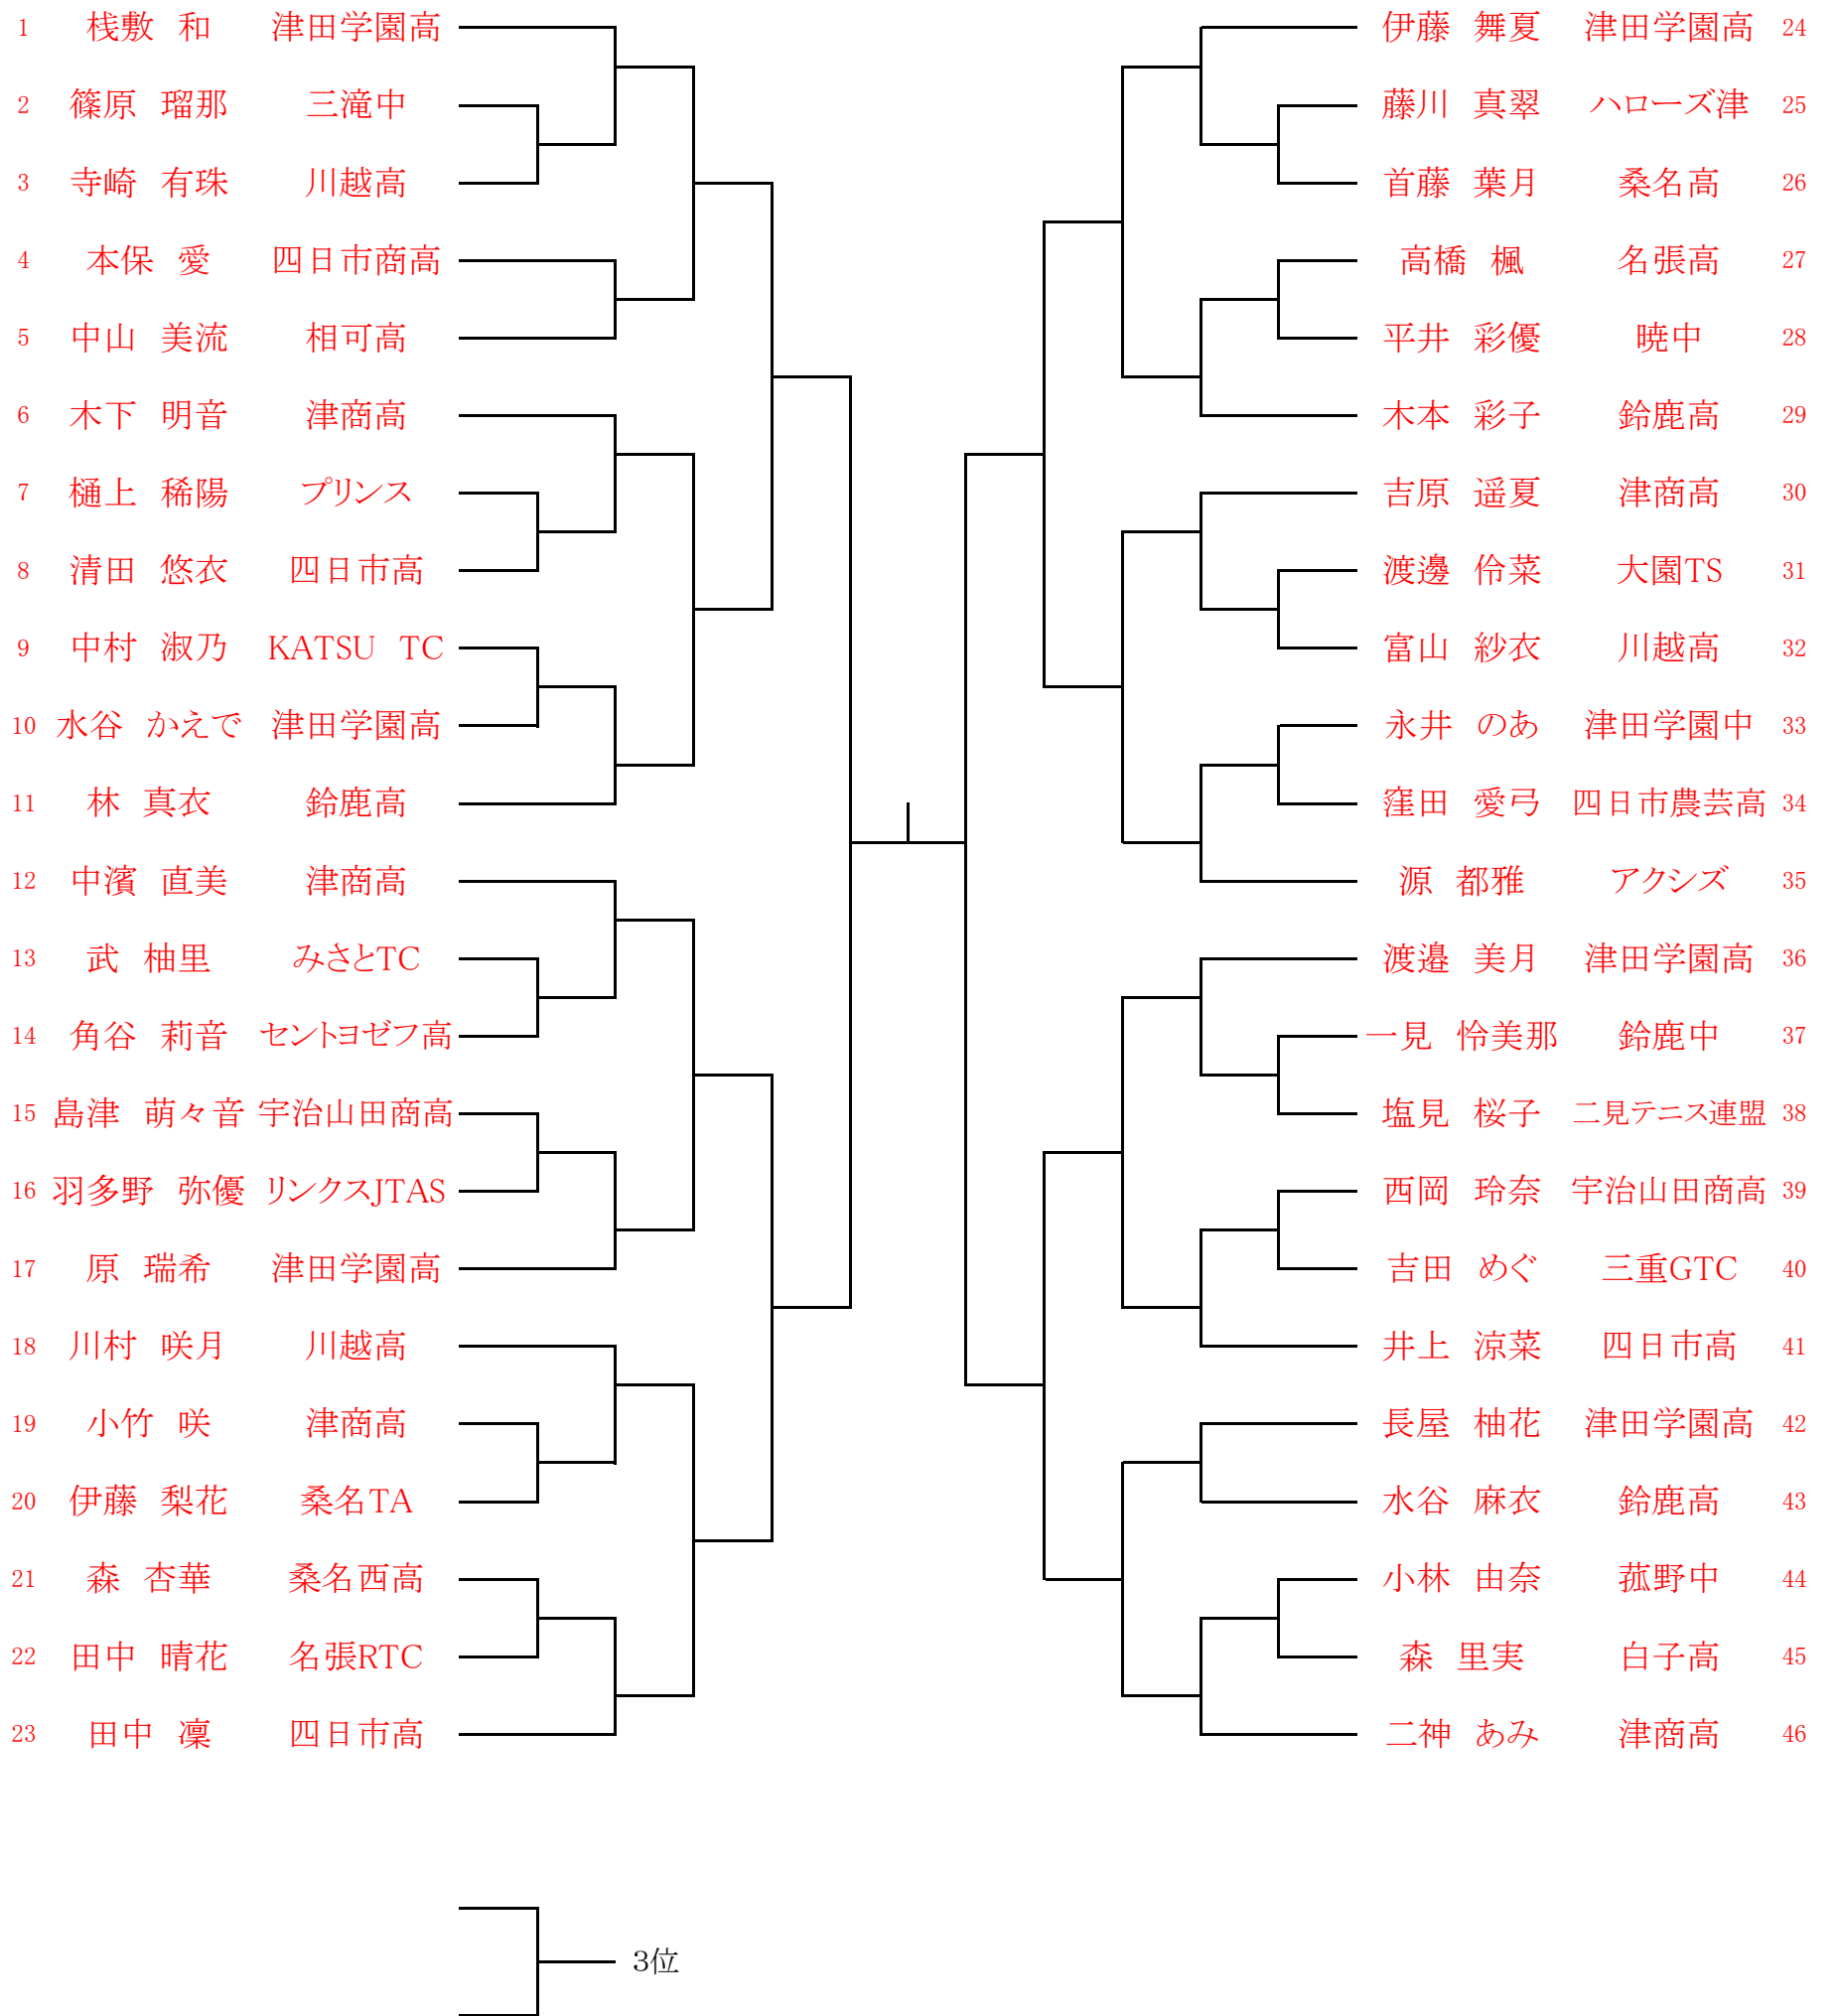 1 桟敷 和 津田学園高
2 篠原 瑠那 三滝中
3 寺崎 有珠 川越高
4 本保 愛 四日市商高
5 中山 美流 相可高
6 木下 明音 津商高
7 樋上 稀陽 プリンス
8 清田 悠衣 四日市高
9 中村 淑乃 KATSU TC
10 水谷 かえで 津田学園高
11 林 真衣 鈴鹿高
12 中濱 直美 津商高
13 武 柚里 みさとTC
14 角谷 莉音 セントヨゼフ高
15 島津 萌々音 宇治山田商高
16 羽多野 弥優 リンクスJTAS
17 原 瑞希 津田学園高
18 川村 咲月 川越高
19 小竹 咲 津商高
20 伊藤 梨花 桑名TA
21 森 杏華 桑名西高
22 田中 晴花 名張RTC
23 田中 凜 四日市高
伊藤 舞夏 津田学園高 24
藤川 真翠 ハローズ津 25
首藤 葉月 桑名高 26
高橋 楓 名張高 27
平井 彩優 暁中 28
木本 彩子 鈴鹿高 29
吉原 遥夏 津商高 30
渡邊 伶菜 大園TS 31
富山 紗衣 川越高 32
永井 のあ 津田学園中 33
窪田 愛弓 四日市農芸高 34
源 都雅 アクシズ 35
渡邉 美月 津田学園高 36
一見 怜美那 鈴鹿中 37
塩見 桜子 二見テニス連盟 38
西岡 玲奈 宇治山田商高 39
吉田 めぐ 三重GTC 40
井上 涼菜 四日市高 41
長屋 柚花 津田学園高 42
水谷 麻衣 鈴鹿高 43
小林 由奈 菰野中 44
森 里実 白子高 45
二神 あみ 津商高 46
3位